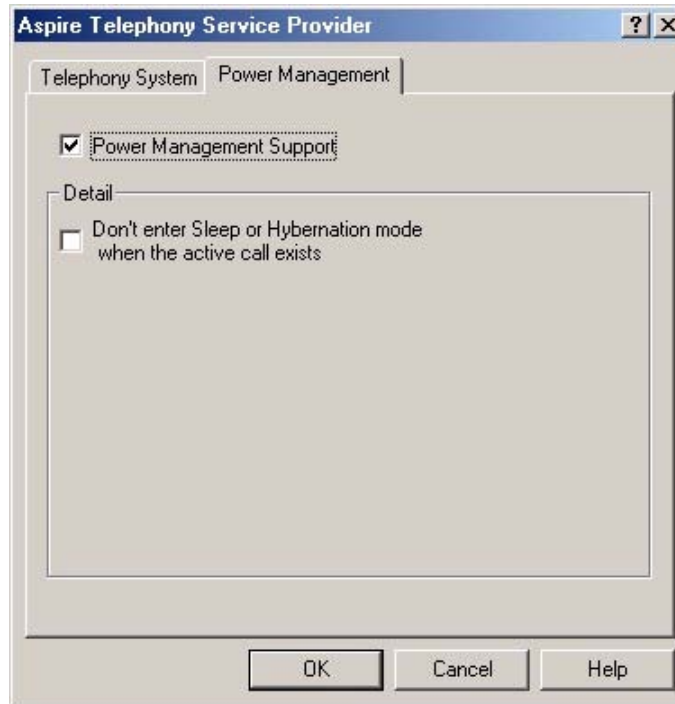 Aspire Telephony Service Provider
Telephony System Power Management
Power Management Support
Detail
Don't enter Sleep or Hybernation mode
when the active call exists
OK Cancel Help